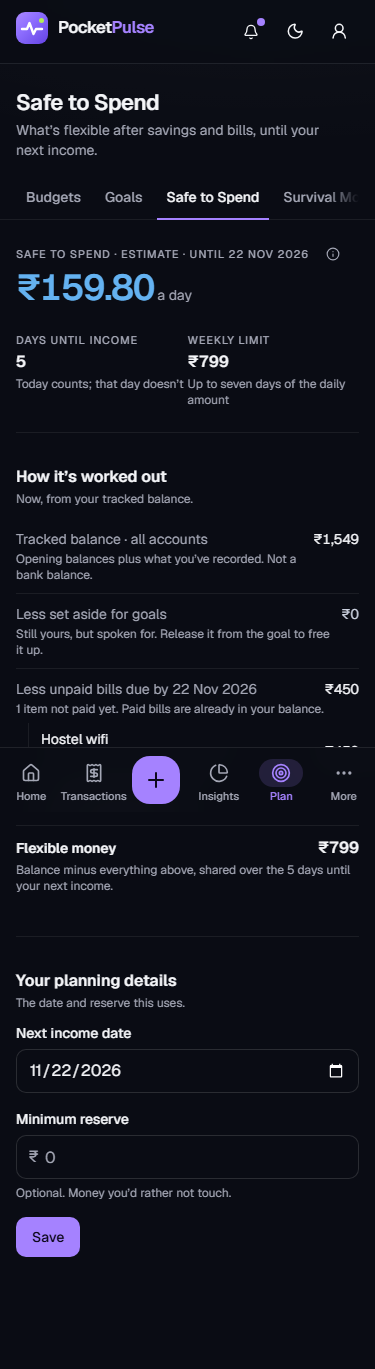 PocketPulse
Safe to Spend
What's flexible after savings and bills, until your
next income.
Budgets Goals Safe to Spend Survival Mo
SAFE TO SPEND · ESTIMATE · UNTIL 22 NOV 2026
₹159.80 a day
DAYS UNTIL INCOME
5
Today counts; that day doesn't
WEEKLY LIMIT
₹799
Up to seven days of the daily
amount
How it's worked out
Now, from your tracked balance.
Tracked balance · all accounts ₹1,549
Opening balances plus what you've recorded. Not a
bank balance.
Less set aside for goals ₹0
Still yours, but spoken for. Release it from the goal to free
it up.
Less unpaid bills due by 22 Nov 2026 ₹450
1 item not paid yet. Paid bills are already in your balance.
Hostel wifi
Home Transactions Insights Plan More
Flexible money ₹799
Balance minus everything above, shared over the 5 days until
your next income.
Your planning details
The date and reserve this uses.
Next income date
11/22/2026
Minimum reserve
₹ 0
Optional. Money you'd rather not touch.
Save